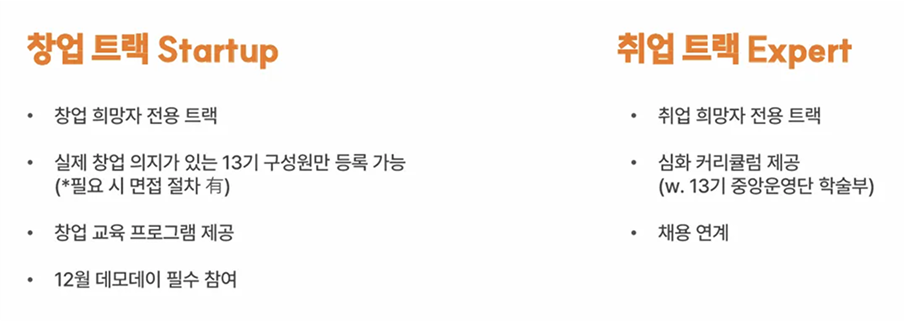 창업 트랙 Startup
• 창업 희망자 전용 트랙
• 실제 창업 의지가 있는 13기 구성원만 등록 가능
(*필요 시 면접 절차 有)
• 창업 교육 프로그램 제공
• 12월 데모데이 필수 참여
취업 트랙 Expert
• 취업 희망자 전용 트랙
• 심화 커리큘럼 제공
(w. 13기 중앙운영단 학술부)
• 채용 연계